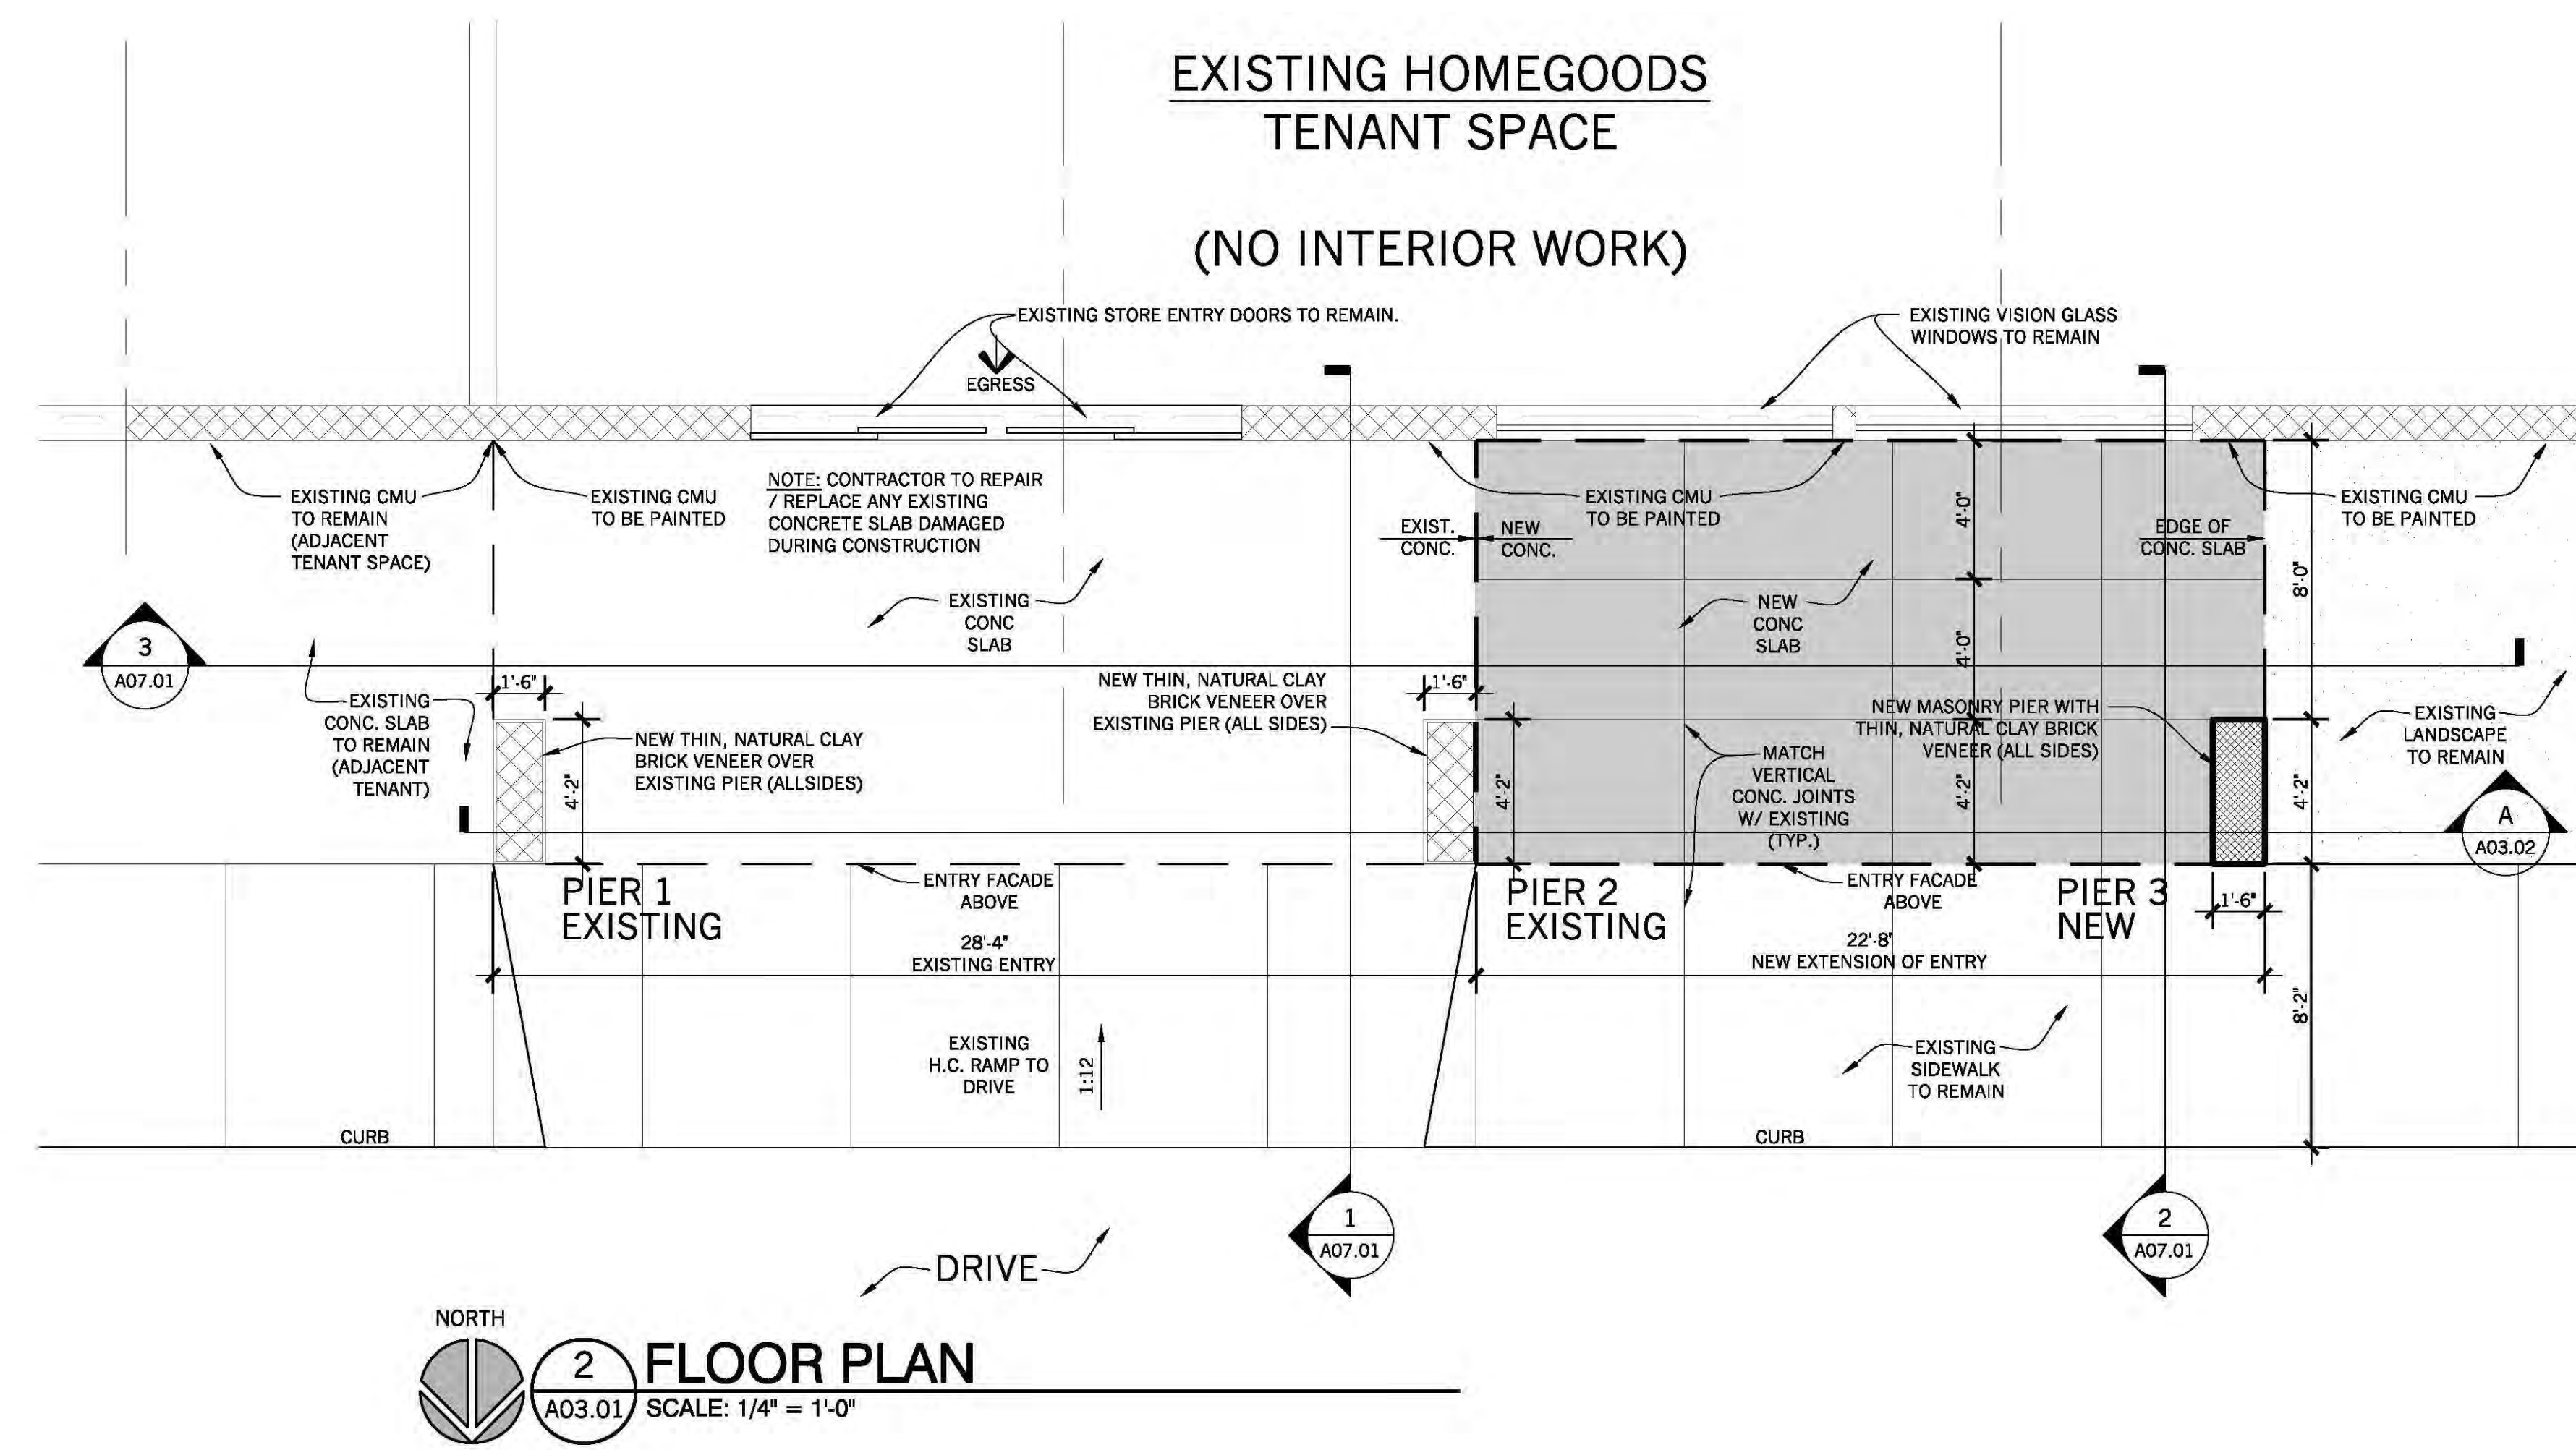 EXISTING HOMEGOODS
TENANT SPACE
(NO INTERIOR WORK)
EXISTING STORE ENTRY DOORS TO REMAIN.
EGRESS
EXISTING VISION GLASS
WINDOWS TO REMAIN
EXISTING CMU
TO REMAIN
(ADJACENT
TENANT SPACE)
EXISTING CMU
TO BE PAINTED
NOTE: CONTRACTOR TO REPAIR
/ REPLACE ANY EXISTING
CONCRETE SLAB DAMAGED
DURING CONSTRUCTION
EXIST.
CONC.
NEW
CONC.
EXISTING CMU
TO BE PAINTED
4'-0"
EDGE OF
CONC. SLAB
EXISTING CMU
TO BE PAINTED
8'-0"
EXISTING
CONC
SLAB
NEW
CONC
SLAB
4'-0"
3
A07.01
EXISTING
CONC. SLAB
TO REMAIN
(ADJACENT
TENANT)
1'-6"
NEW THIN, NATURAL CLAY
BRICK VENEER OVER
EXISTING PIER (ALLSIDES)
4'-2"
NEW THIN, NATURAL CLAY
BRICK VENEER OVER
EXISTING PIER (ALL SIDES)
1'-6"
4'-2"
MATCH
VERTICAL
CONC. JOINTS
W/ EXISTING
(TYP.)
NEW MASONRY PIER WITH
THIN, NATURAL CLAY BRICK
VENEER (ALL SIDES)
4'-2"
4'-2"
EXISTING
LANDSCAPE
TO REMAIN
A
A03.02
PIER 1
EXISTING
ENTRY FACADE
ABOVE
PIER 2
EXISTING
ENTRY FACADE
ABOVE
PIER 3
NEW
1'-6"
28'-4"
EXISTING ENTRY
22'-8"
NEW EXTENSION OF ENTRY
8'-2"
EXISTING
H.C. RAMP TO
DRIVE
1:12
EXISTING
SIDEWALK
TO REMAIN
CURB
CURB
1
A07.01
2
A07.01
DRIVE
NORTH
2
A03.01
FLOOR PLAN
SCALE: 1/4" = 1'-0"